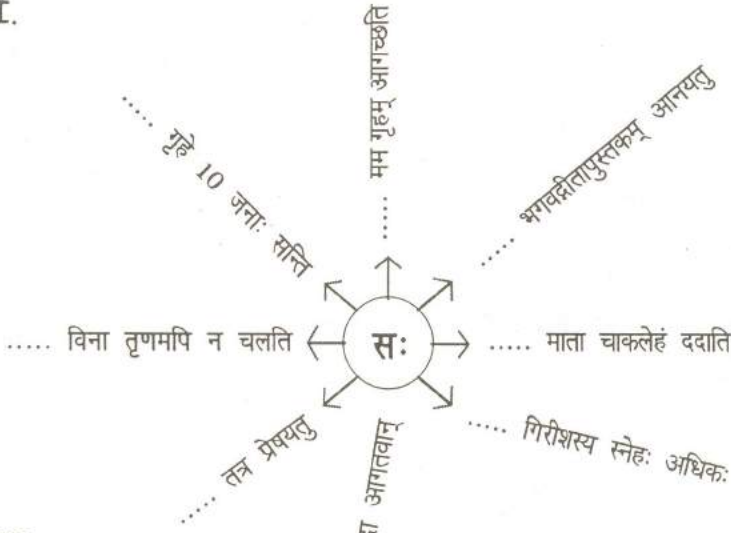 I.
..... मम गृहम् आगच्छति
..... भगवद्गीतापुस्तकम् आनयतु
..... गृहे 10 जनाः सन्ति
..... विना तृणमपि न चलति
सः
..... माता चाकलेहं ददाति
..... तत्र प्रेषयतु
आगतवान्
..... गिरीशस्य स्नेहः अधिकः